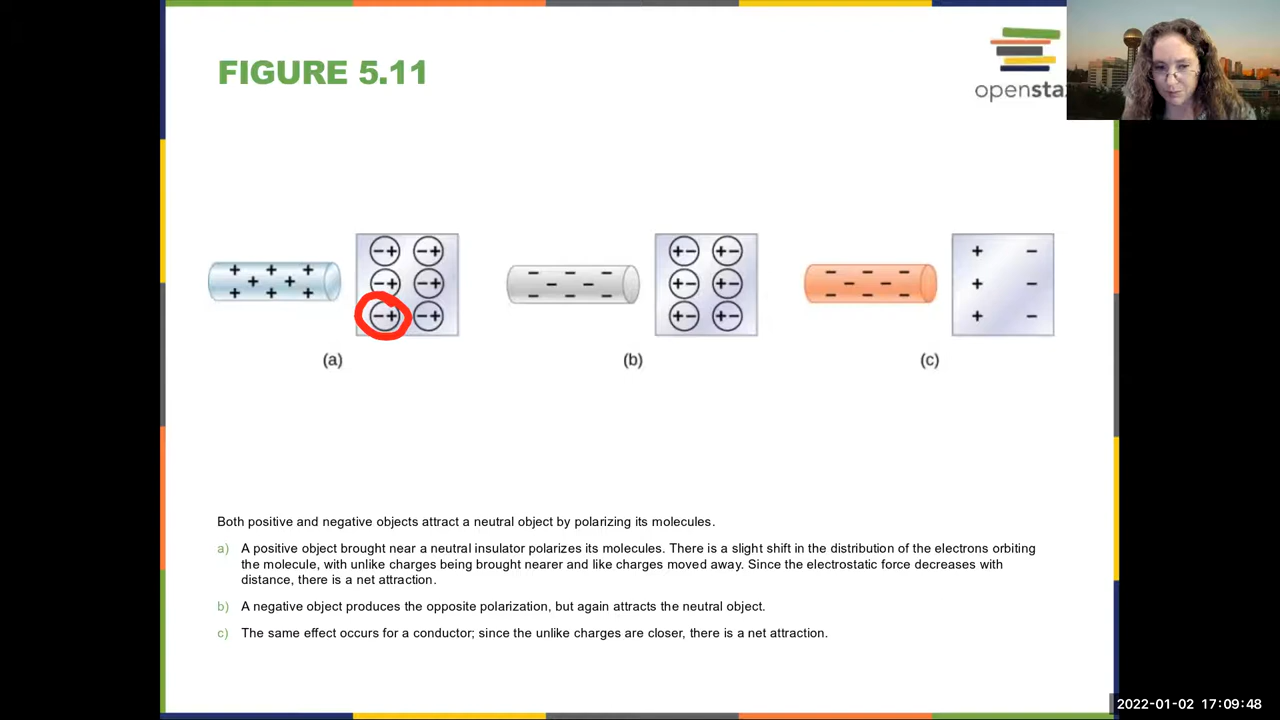 FIGURE 5.11
openstax
(a)
(b)
(c)
Both positive and negative objects attract a neutral object by polarizing its molecules.
a) A positive object brought near a neutral insulator polarizes its molecules. There is a slight shift in the distribution of the electrons orbiting
the molecule, with unlike charges being brought nearer and like charges moved away. Since the electrostatic force decreases with
distance, there is a net attraction.
b) A negative object produces the opposite polarization, but again attracts the neutral object.
c) The same effect occurs for a conductor; since the unlike charges are closer, there is a net attraction.
2022-01-02 17:09:48